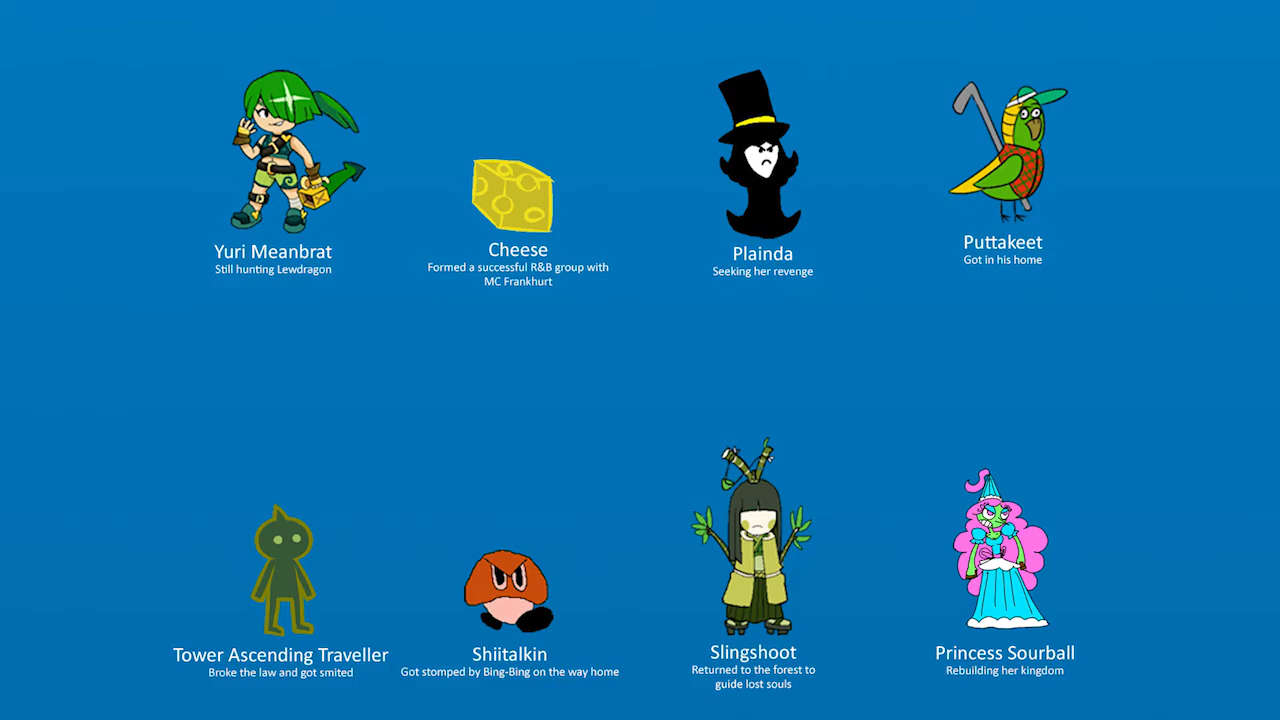 Yuri Meanbrat
Still hunting Lewdragon
Cheese
Formed a successful R&B group with
MC Frankhurt
Plainda
Seeking her revenge
Puttakeet
Got in his home
Tower Ascending Traveller
Broke the law and got smited
Shiitalkin
Got stomped by Bing-Bing on the way home
Slingshoot
Returned to the forest to
guide lost souls
Princess Sourball
Rebuilding her kingdom